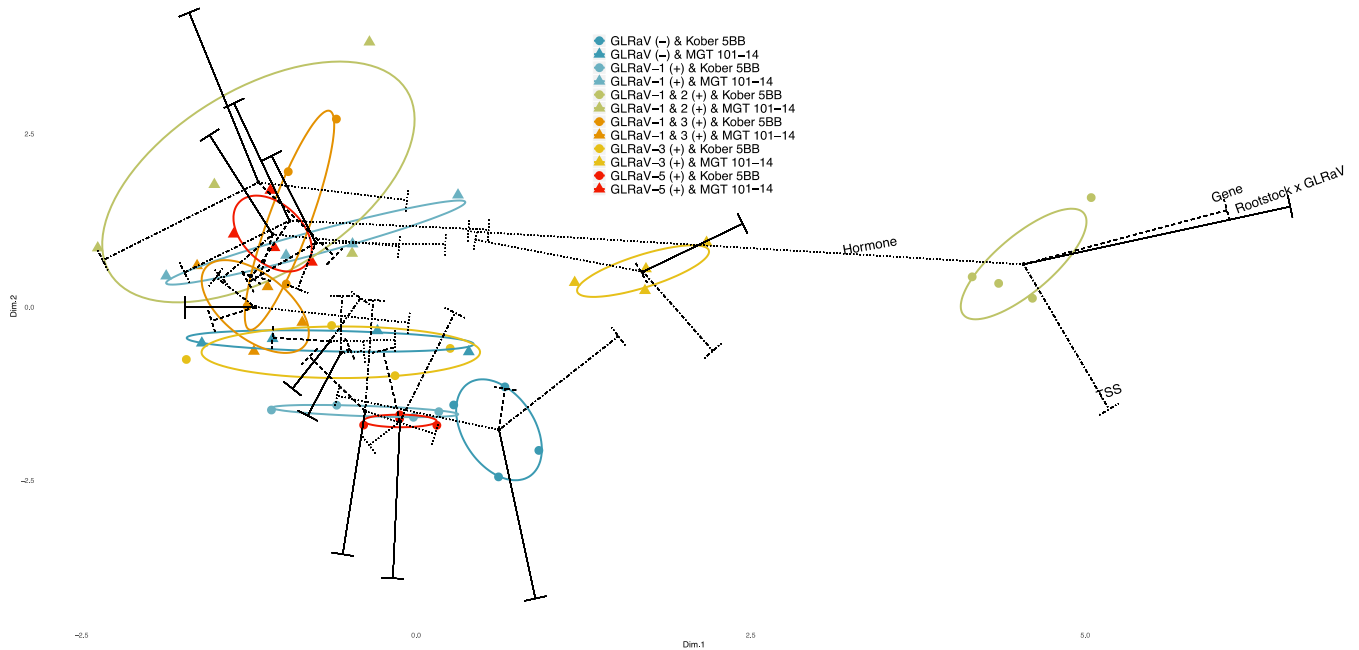 GLRaV (−) & Kober 5BB
GLRaV (−) & MGT 101−14
GLRaV−1 (+) & Kober 5BB
GLRaV−1 (+) & MGT 101−14
GLRaV−1 & 2 (+) & Kober 5BB
GLRaV−1 & 2 (+) & MGT 101−14
GLRaV−1 & 3 (+) & Kober 5BB
GLRaV−1 & 3 (+) & MGT 101−14
GLRaV−3 (+) & Kober 5BB
GLRaV−3 (+) & MGT 101−14
GLRaV−5 (+) & Kober 5BB
GLRaV−5 (+) & MGT 101−14
2.5
Gene
Rootstock x GLRaV
Hormone
0.0
Dim.2
TSS
−2.5
−2.5
0.0
2.5
5.0
Dim.1